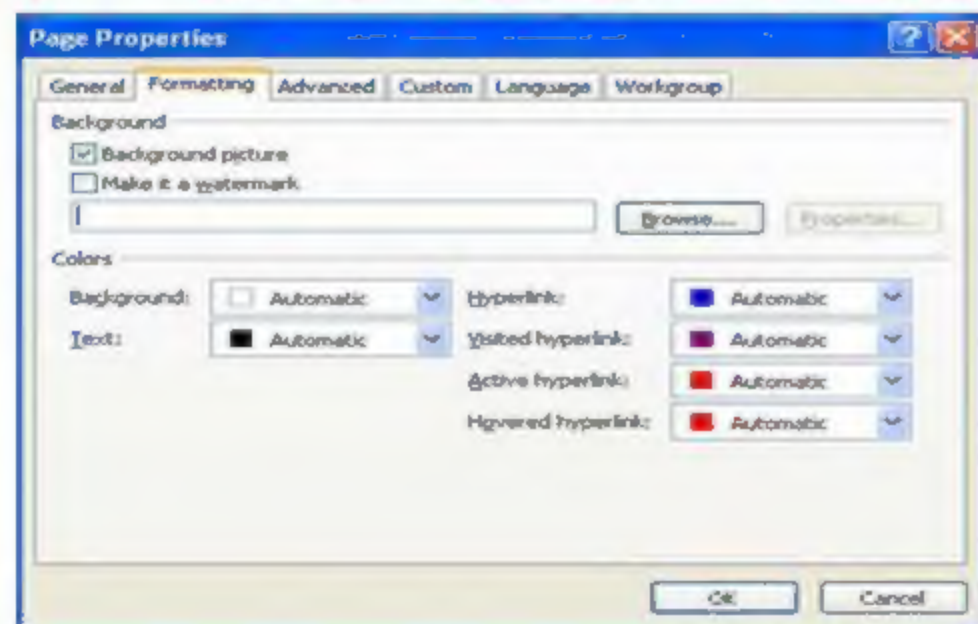 Page Properties
General Formatting Advanced Custom Language Workgroup
Background
Background picture
Make it a watermark
Browse.... Properties...
Colors
Background: Automatic Hyperlink: Automatic
Text: Automatic Visited hyperlink: Automatic
Active hyperlink: Automatic
Hovered hyperlink: Automatic
OK Cancel